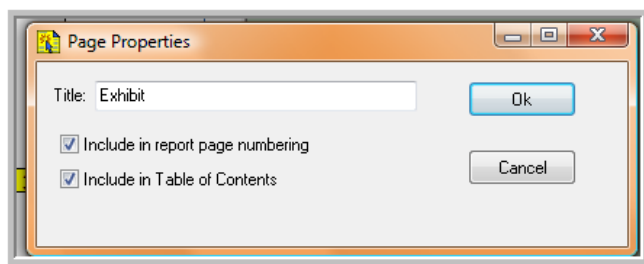 Page Properties
Title: Exhibit
Ok
Include in report page numbering
Include in Table of Contents
Cancel